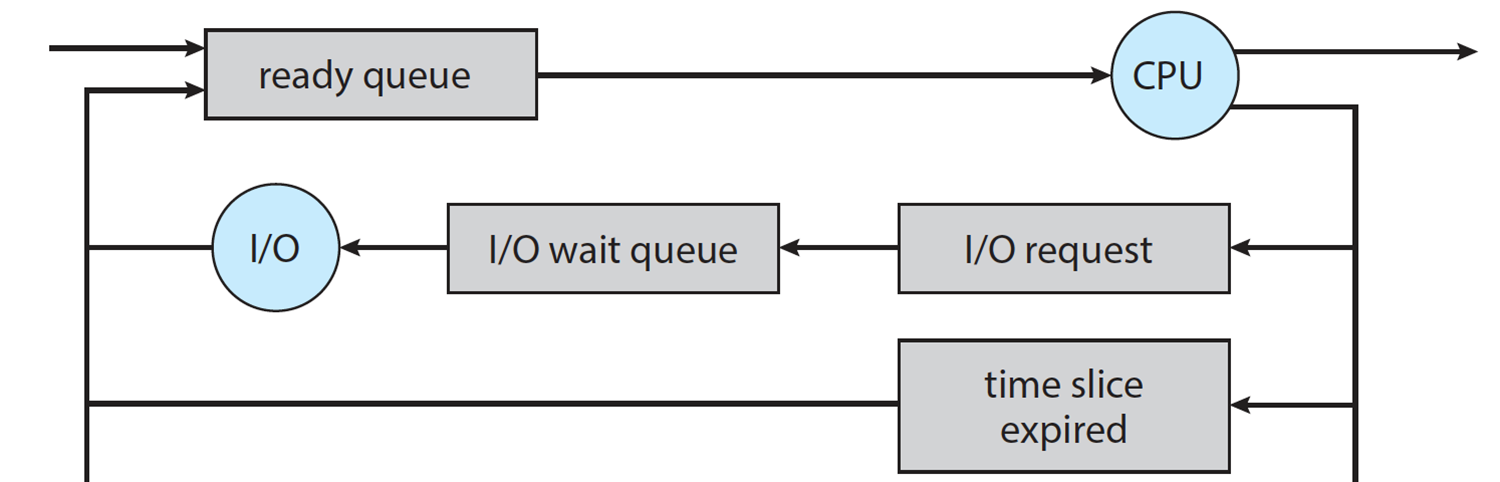 ready queue
CPU
I/O
I/O wait queue
I/O request
time slice
expired